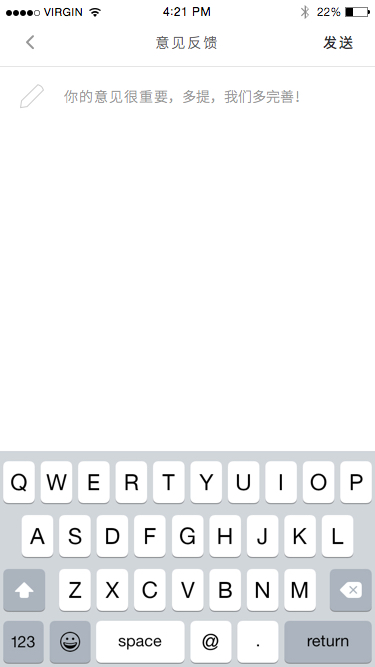 VIRGIN 4:21 PM 22%
意见反馈 发送
你的意见很重要，多提，我们多完善！
Q W E R T Y U I O P
A S D F G H J K L
Z X C V B N M
123 space @ . return